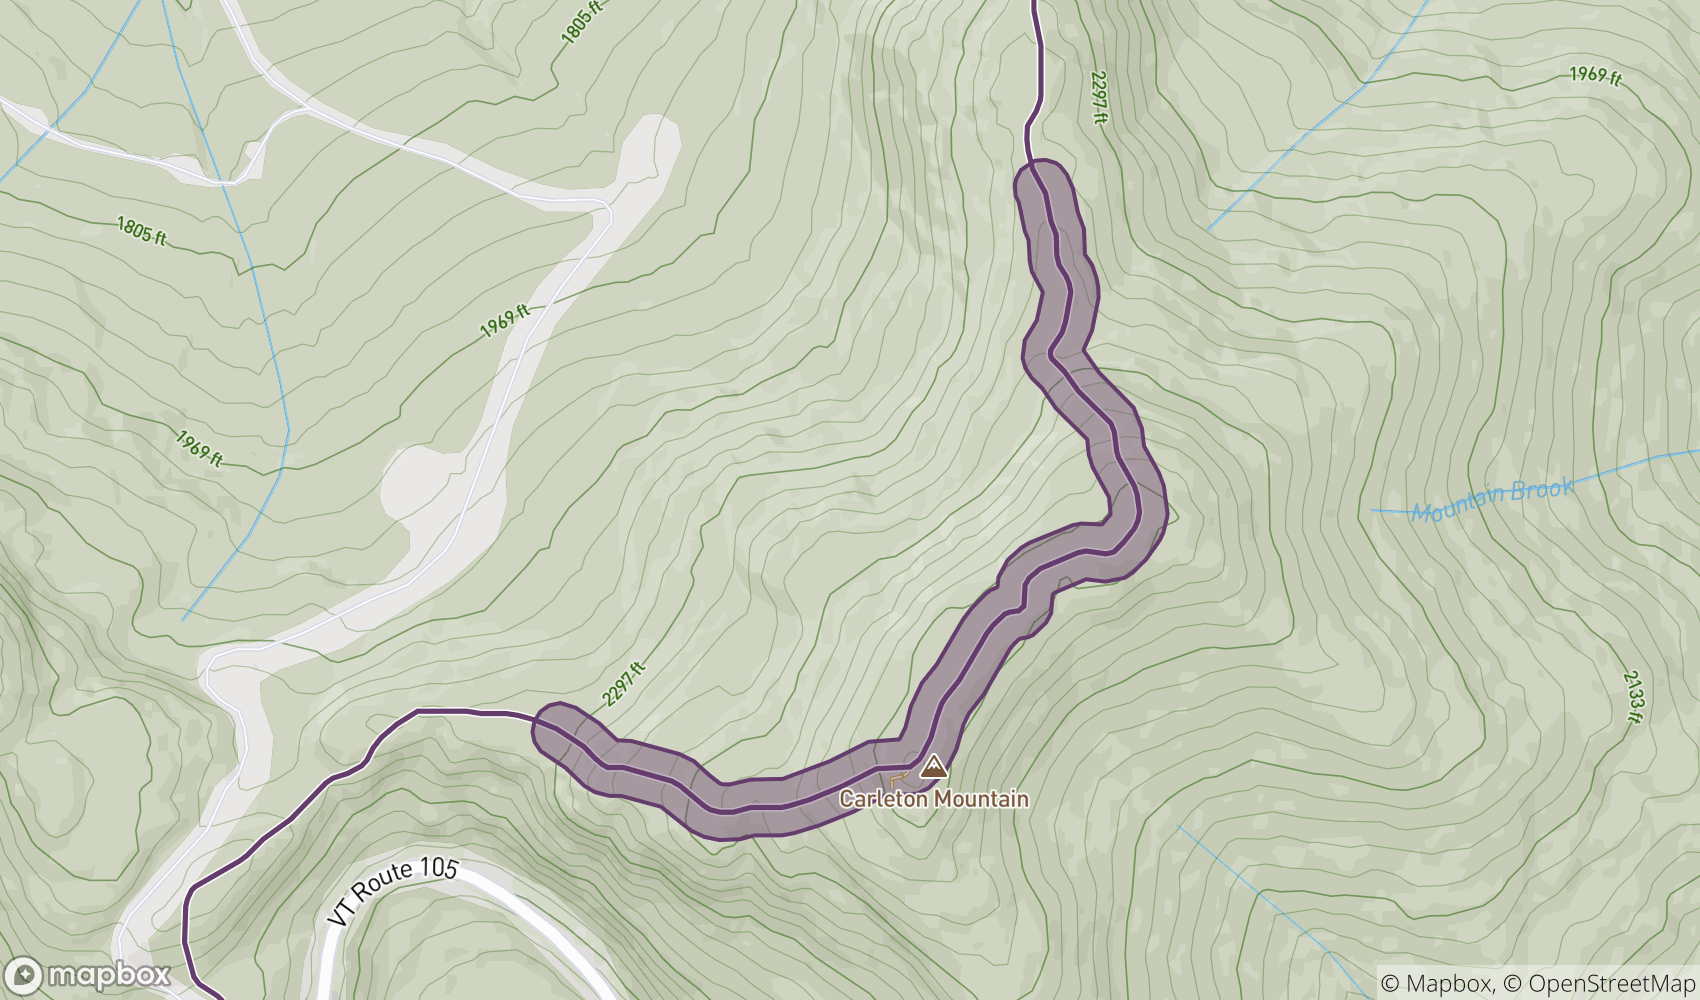 1805 ft
2297 ft
1969 ft
1805 ft
1969 ft
1969 ft
Mountain Brook
2297 ft
2133 ft
Carleton Mountain
VT Route 105
mapbox
© Mapbox, © OpenStreetMap